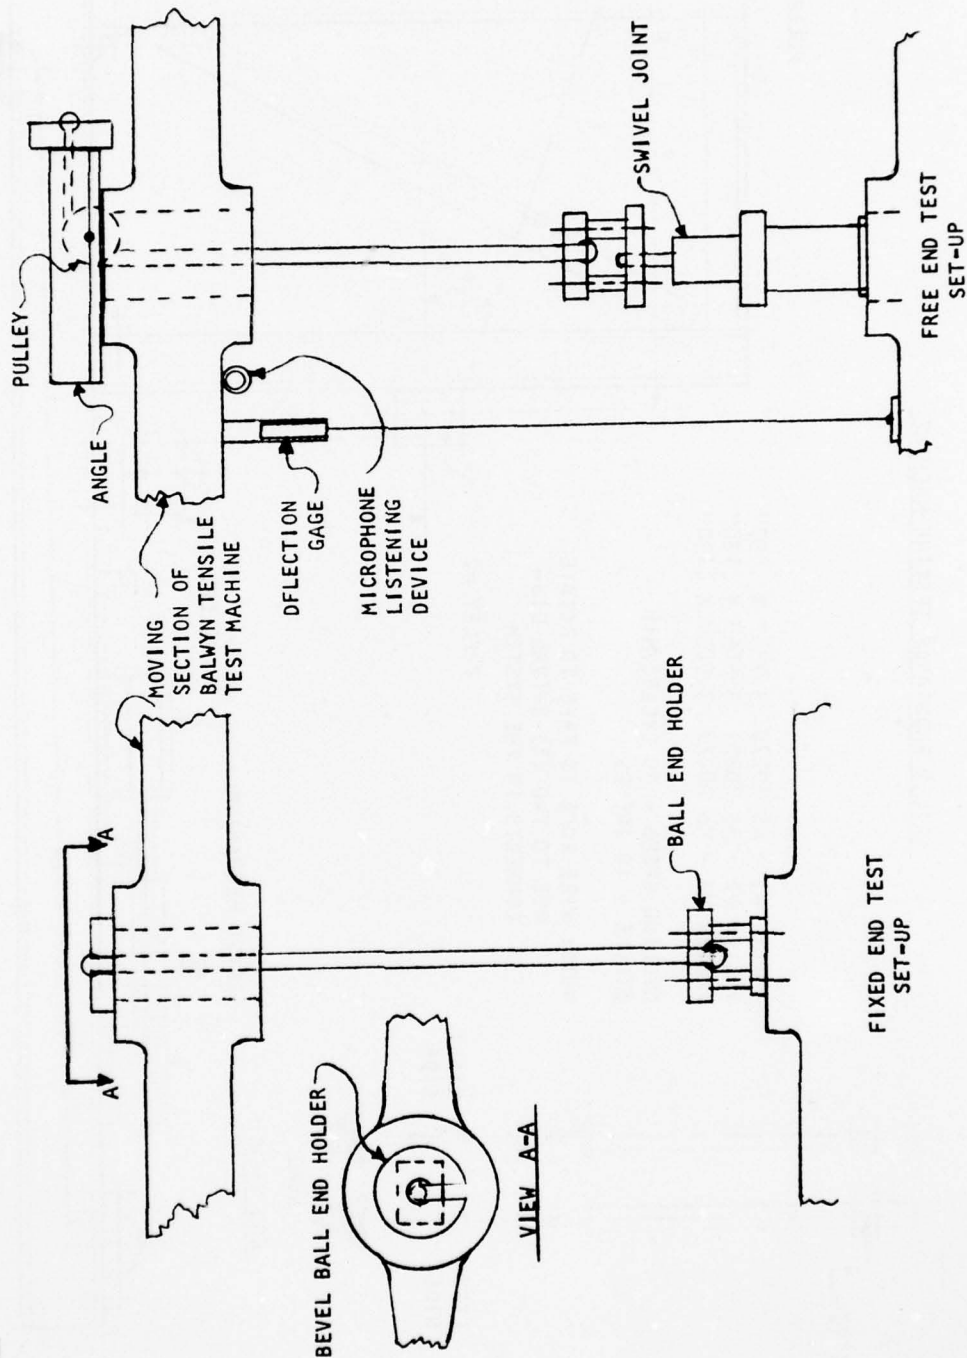 PULLEY
ANGLE
MOVING
SECTION OF
BALWYN TENSILE
TEST MACHINE
DFLECTION
GAGE
MICROPHONE
LISTENING
DEVICE
SWIVEL JOINT
FREE END TEST
SET-UP
A
A
BEVEL BALL END HOLDER
VIEW A-A
BALL END HOLDER
FIXED END TEST
SET-UP